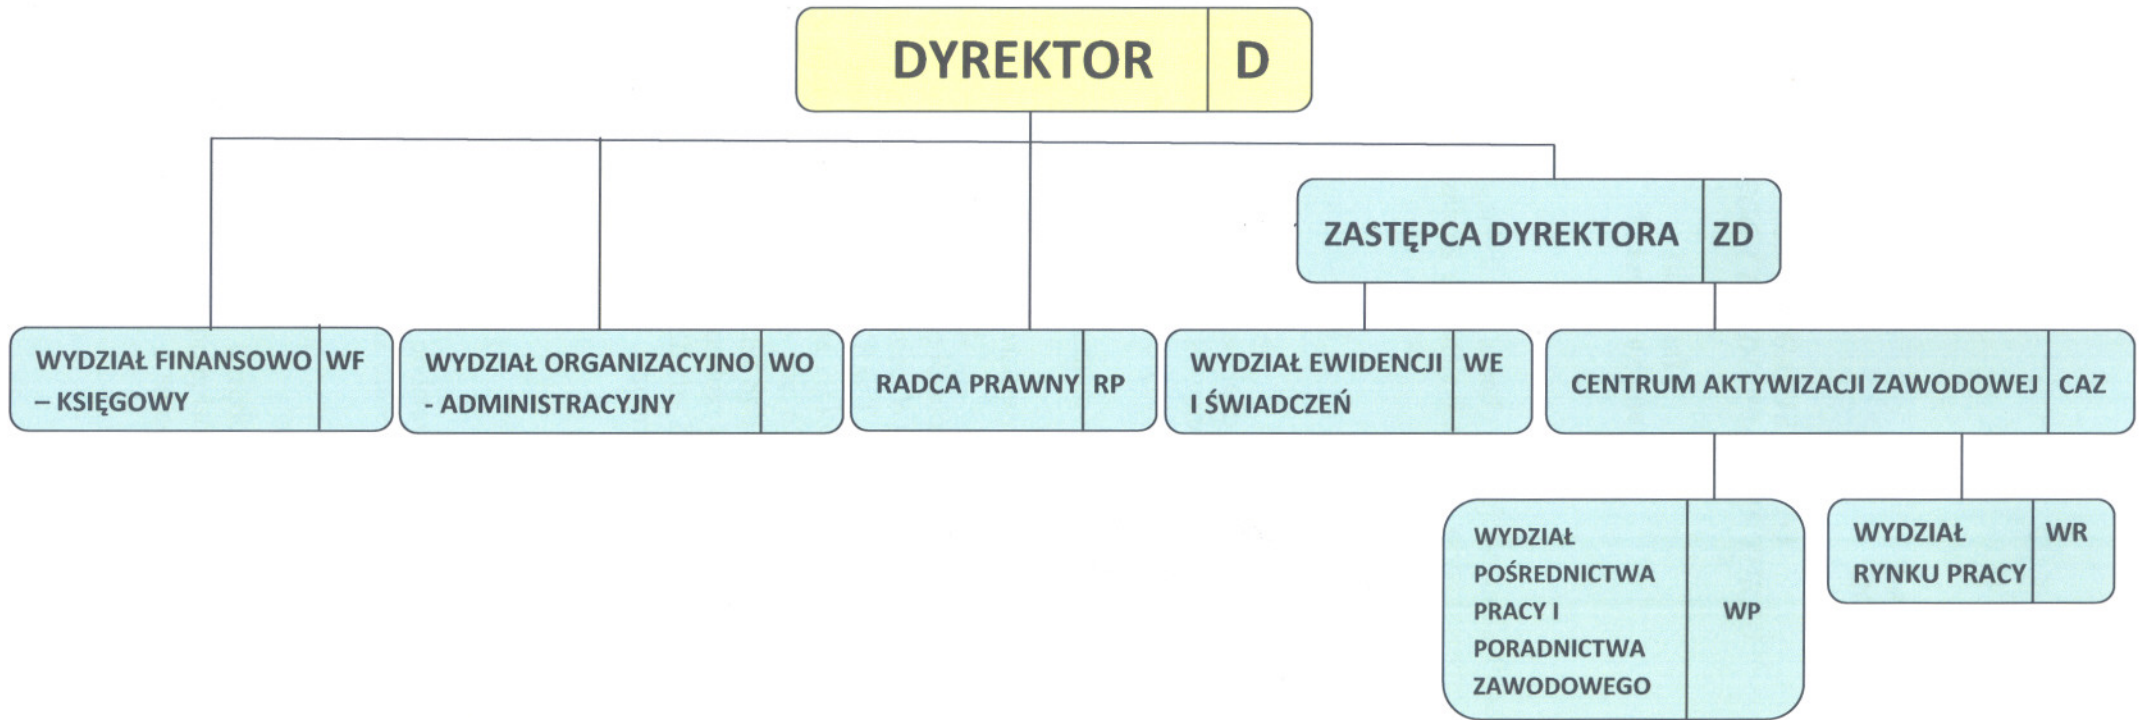 DYREKTOR D
ZASTĘPCA DYREKTORA ZD
WYDZIAŁ FINANSOWO WF
– KSIĘGOWY
WYDZIAŁ ORGANIZACYJNO WO
- ADMINISTRACYJNY
RADCA PRAWNY RP
WYDZIAŁ EWIDENCJI WE
I ŚWIADCZEŃ
CENTRUM AKTYWIZACJI ZAWODOWEJ CAZ
WYDZIAŁ
POŚREDNICTWA
PRACY I WP
PORADNICTWA
ZAWODOWEGO
WYDZIAŁ WR
RYNKU PRACY